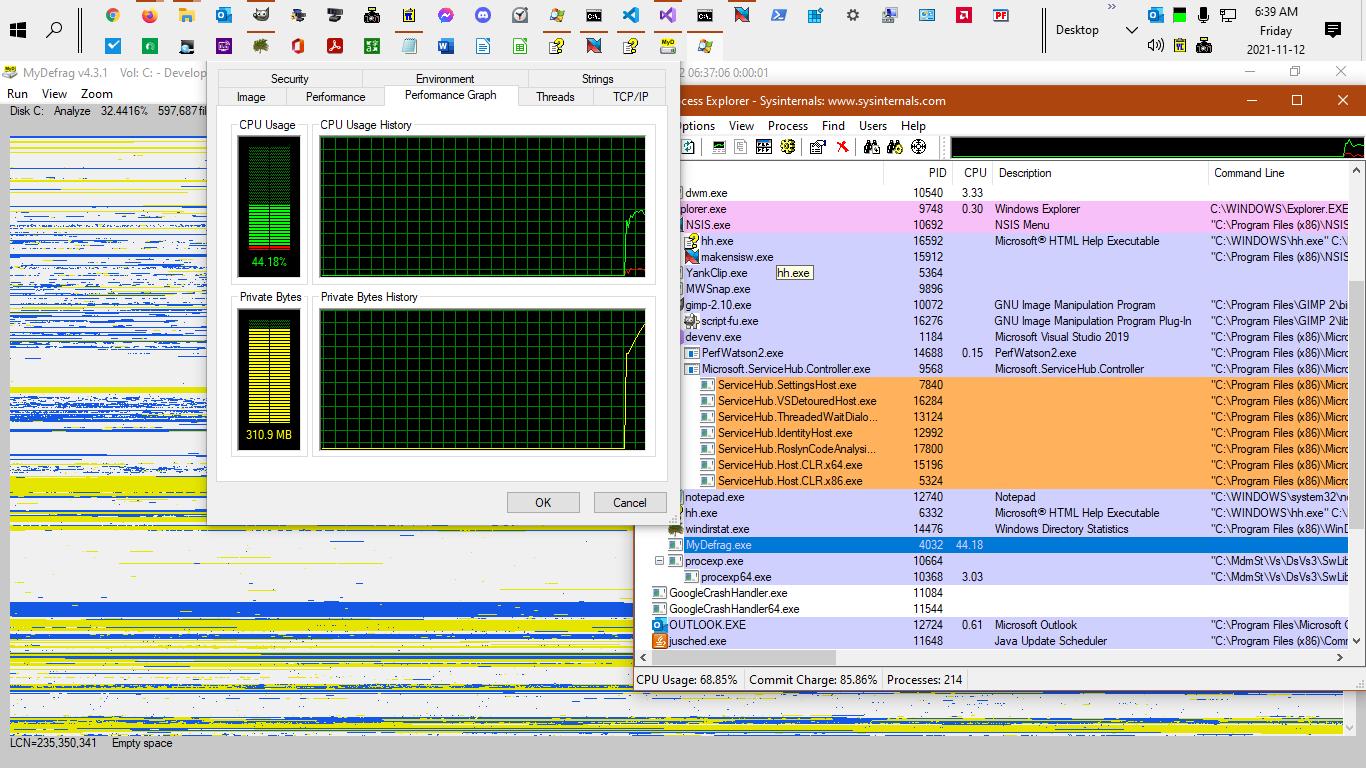 6:39 AM
Friday
2021-11-12
Desktop
MyDefrag v4.3.1 Vol: C: - Develop
2 06:37:06 0:00:01
Run View Zoom
Disk C: Analyze 32.4416% 597,687 fil
Security Environment Strings
Image Performance Performance Graph Threads TCP/IP
CPU Usage CPU Usage History
44.18%
Private Bytes Private Bytes History
310.9 MB
OK Cancel
cess Explorer - Sysinternals: www.sysinternals.com
ptions View Process Find Users Help
PID CPU Description Command Line
dwm.exe 10540 3.33
plorer.exe 9748 0.30 Windows Explorer C:\WINDOWS\Explorer.EXE
NSIS.exe 10692 NSIS Menu "C:\Program Files (x86)\NSIS
hh.exe 16592 Microsoft® HTML Help Executable "C:\WINDOWS\hh.exe" C:\
makensisw.exe 15912 "C:\Program Files (x86)\NSIS
YankClip.exe 5364
hh.exe
MWSnap.exe 9896
gimp-2.10.exe 10072 GNU Image Manipulation Program "C:\Program Files\GIMP 2\bi
script-fu.exe 16276 GNU Image Manipulation Program Plug-In "C:\Program Files\GIMP 2\lib
devenv.exe 1184 Microsoft Visual Studio 2019 "C:\Program Files (x86)\Micro
PerfWatson2.exe 14688 0.15 PerfWatson2.exe "C:\Program Files (x86)\Micro
Microsoft.ServiceHub.Controller.exe 9568 Microsoft.ServiceHub.Controller "C:\Program Files (x86)\Micro
ServiceHub.SettingsHost.exe 7840 "C:\Program Files (x86)\Micro
ServiceHub.VSDetouredHost.exe 16284 "C:\Program Files (x86)\Micro
ServiceHub.ThreadedWaitDialo... 13124 "C:\Program Files (x86)\Micro
ServiceHub.IdentityHost.exe 12992 "C:\Program Files (x86)\Micro
ServiceHub.RoslynCodeAnalysi... 17800 "C:\Program Files (x86)\Micro
ServiceHub.Host.CLR.x64.exe 15196 "C:\Program Files (x86)\Micro
ServiceHub.Host.CLR.x86.exe 5324 "C:\Program Files (x86)\Micro
notepad.exe 12740 Notepad "C:\WINDOWS\system32\no
hh.exe 6332 Microsoft® HTML Help Executable "C:\WINDOWS\hh.exe" C:\
windirstat.exe 14476 Windows Directory Statistics "C:\Program Files (x86)\WinD
MyDefrag.exe 4032 44.18
procexp.exe 10664 "C:\MdmSt\Vs\DsVs3\SwLib
procexp64.exe 10368 3.03 "C:\MdmSt\Vs\DsVs3\SwLib
GoogleCrashHandler.exe 11084
GoogleCrashHandler64.exe 11544
OUTLOOK.EXE 12724 0.61 Microsoft Outlook "C:\Program Files\Microsoft O
jusched.exe 11648 Java Update Scheduler "C:\Program Files (x86)\Comm
CPU Usage: 68.85% Commit Charge: 85.86% Processes: 214
LCN=235,350,341 Empty space